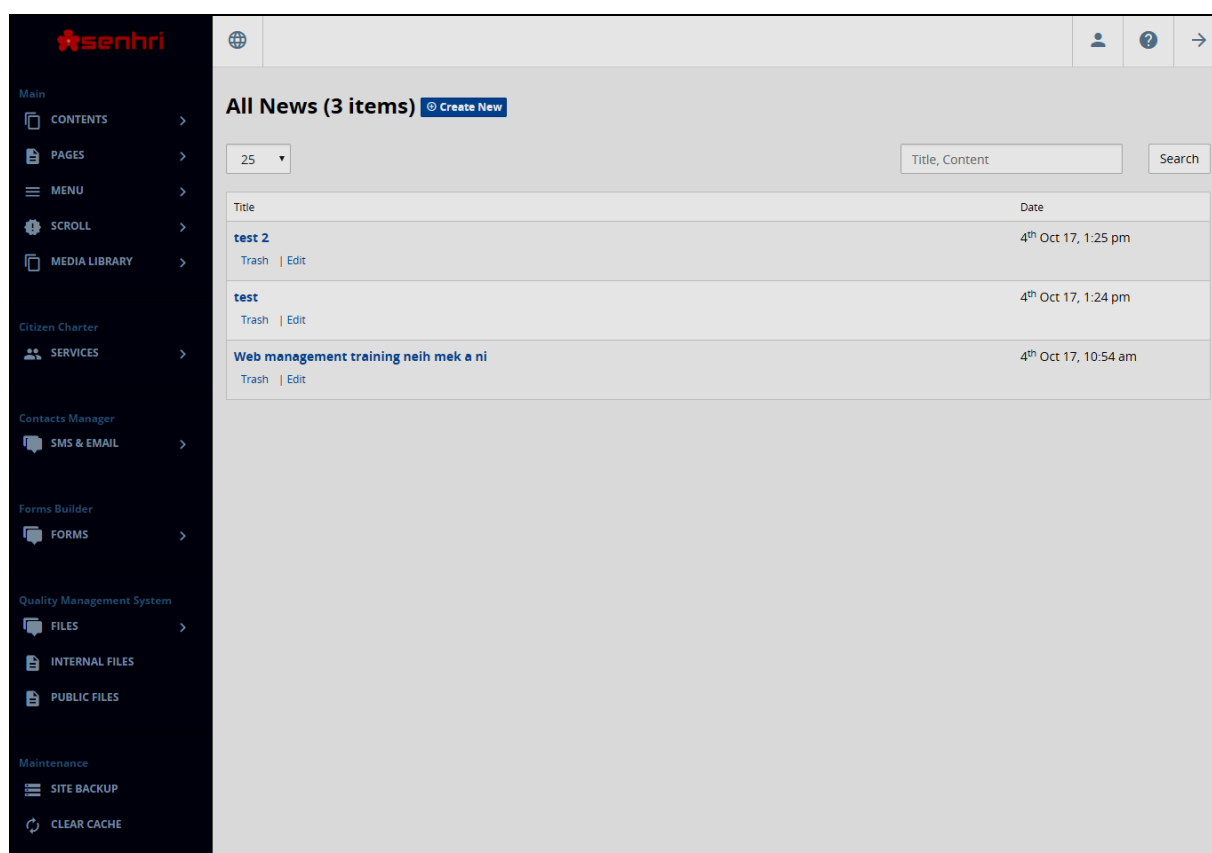 senhri
Main
CONTENTS
PAGES
MENU
SCROLL
MEDIA LIBRARY
Citizen Charter
SERVICES
Contacts Manager
SMS & EMAIL
Forms Builder
FORMS
Quality Management System
FILES
INTERNAL FILES
PUBLIC FILES
Maintenance
SITE BACKUP
CLEAR CACHE
All News (3 items) Create New
25
Title, Content
Search
Title Date
test 2 4th Oct 17, 1:25 pm
Trash | Edit
test 4th Oct 17, 1:24 pm
Trash | Edit
Web management training neih mek a ni 4th Oct 17, 10:54 am
Trash | Edit